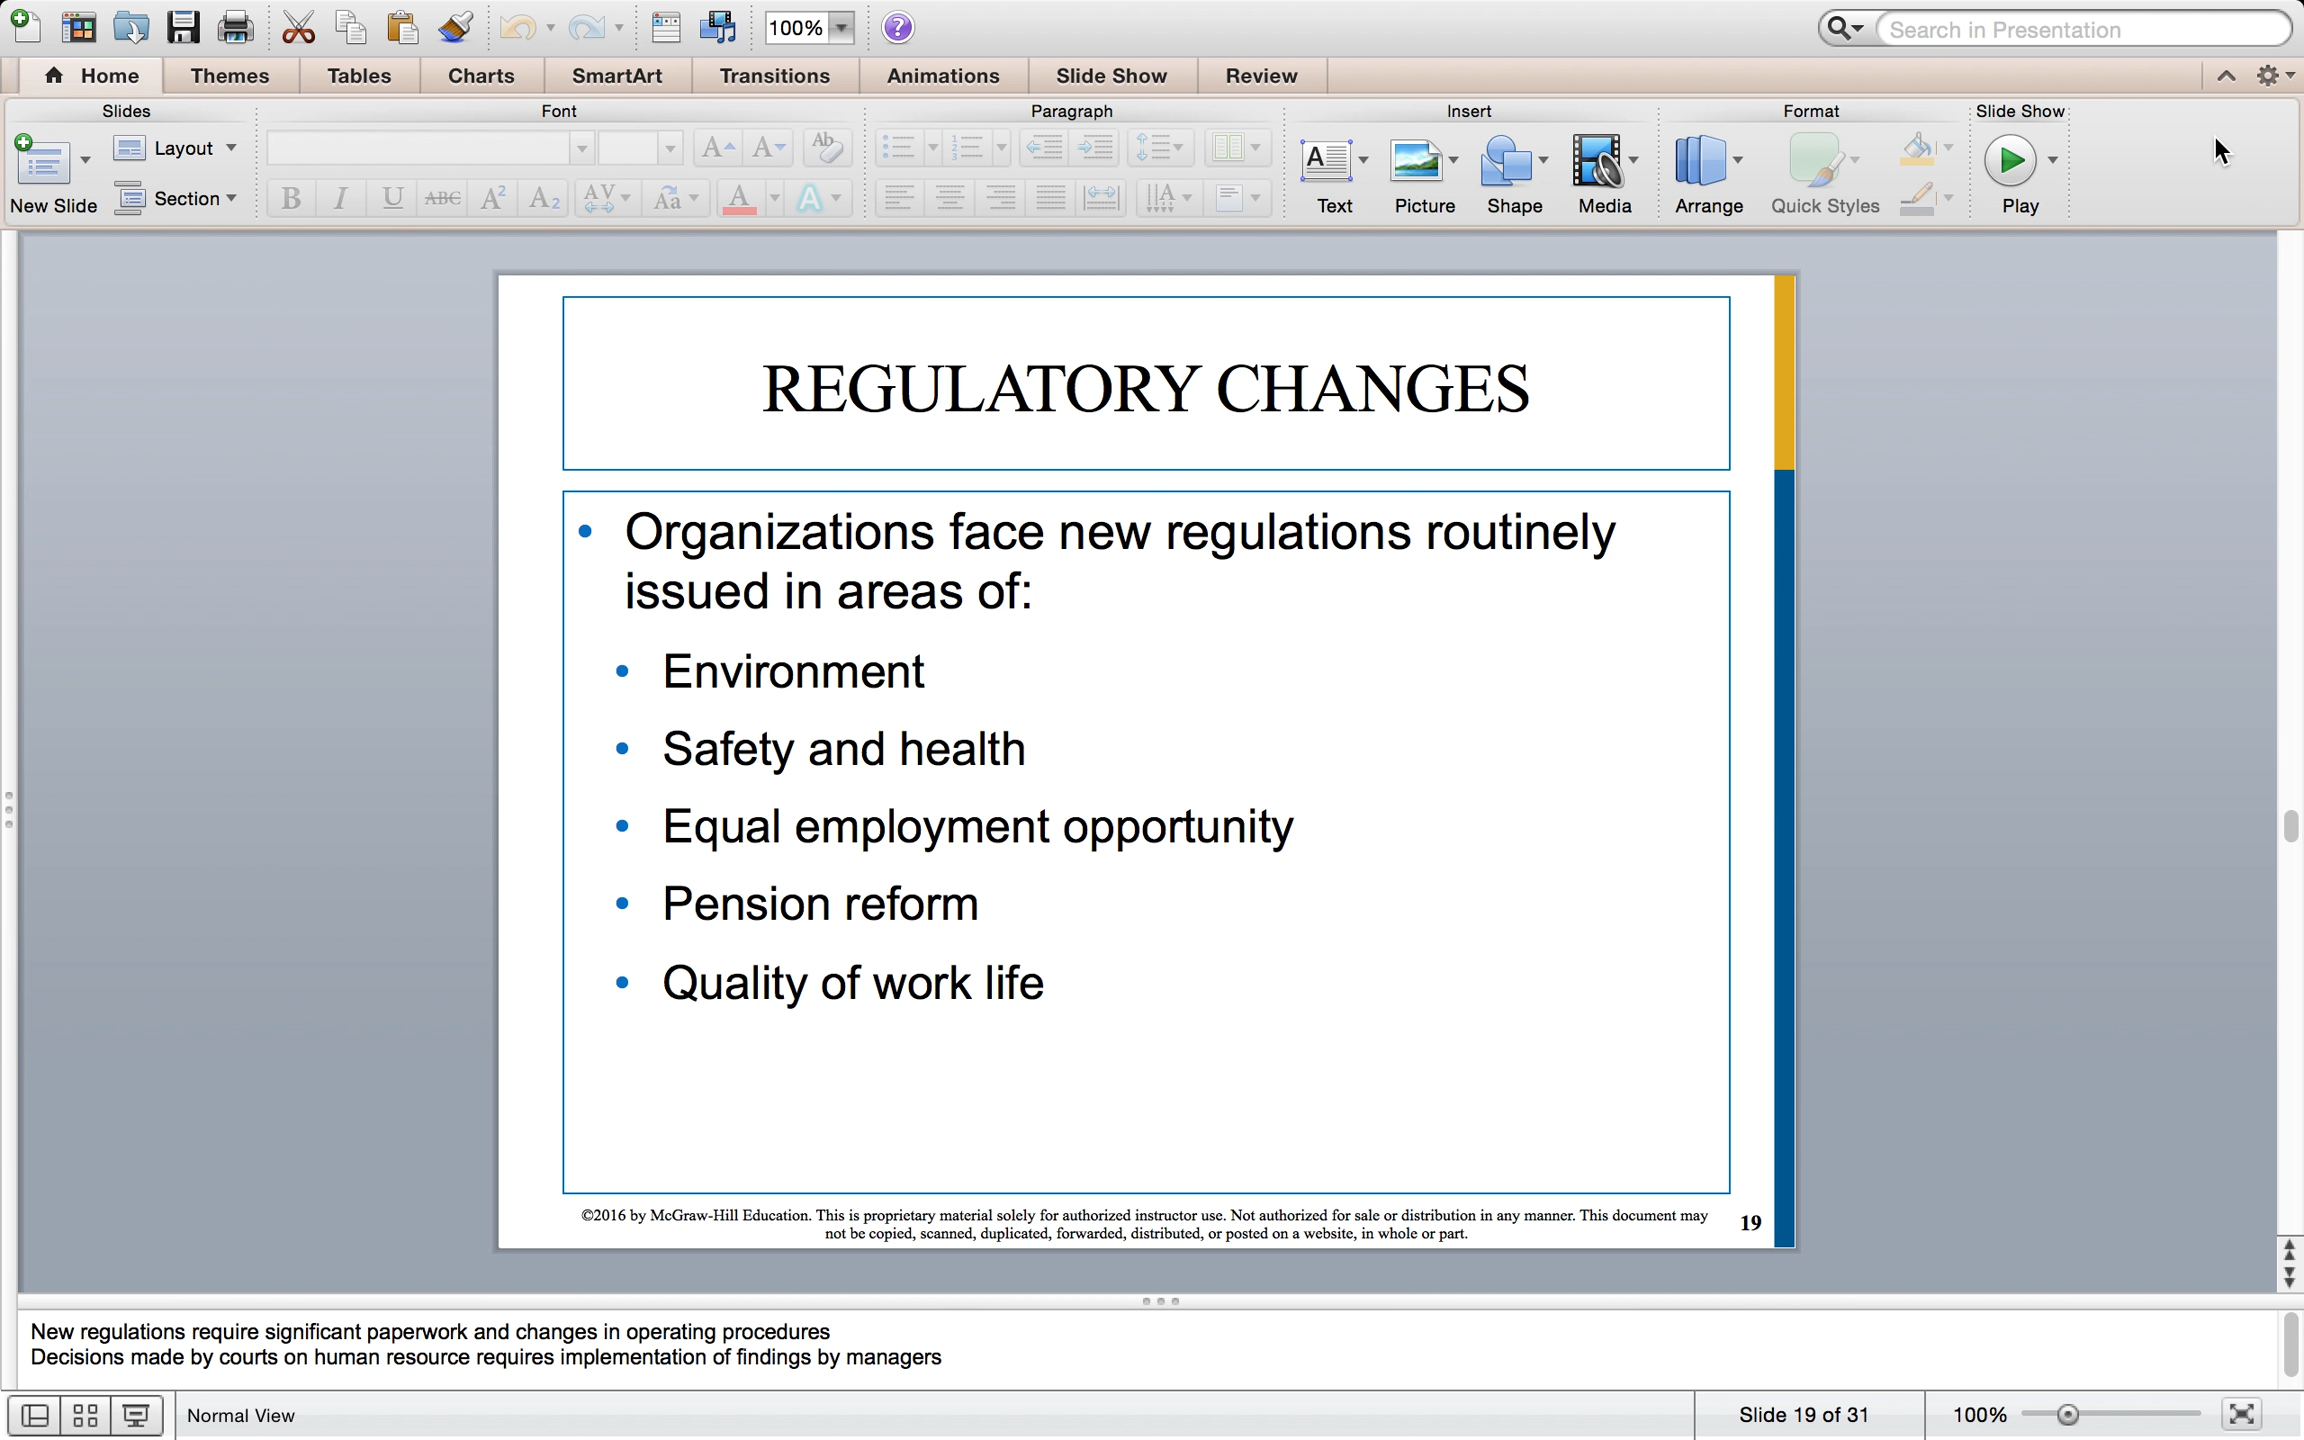 100%
Search in Presentation
Home Themes Tables Charts SmartArt Transitions Animations Slide Show Review
Slides Font Paragraph Insert Format Slide Show
Layout
Section
New Slide
Text Picture Shape Media Arrange Quick Styles Play
REGULATORY CHANGES
• Organizations face new regulations routinely
issued in areas of:
• Environment
• Safety and health
• Equal employment opportunity
• Pension reform
• Quality of work life
©2016 by McGraw-Hill Education. This is proprietary material solely for authorized instructor use. Not authorized for sale or distribution in any manner. This document may
not be copied, scanned, duplicated, forwarded, distributed, or posted on a website, in whole or part.
19
New regulations require significant paperwork and changes in operating procedures
Decisions made by courts on human resource requires implementation of findings by managers
Normal View Slide 19 of 31 100%